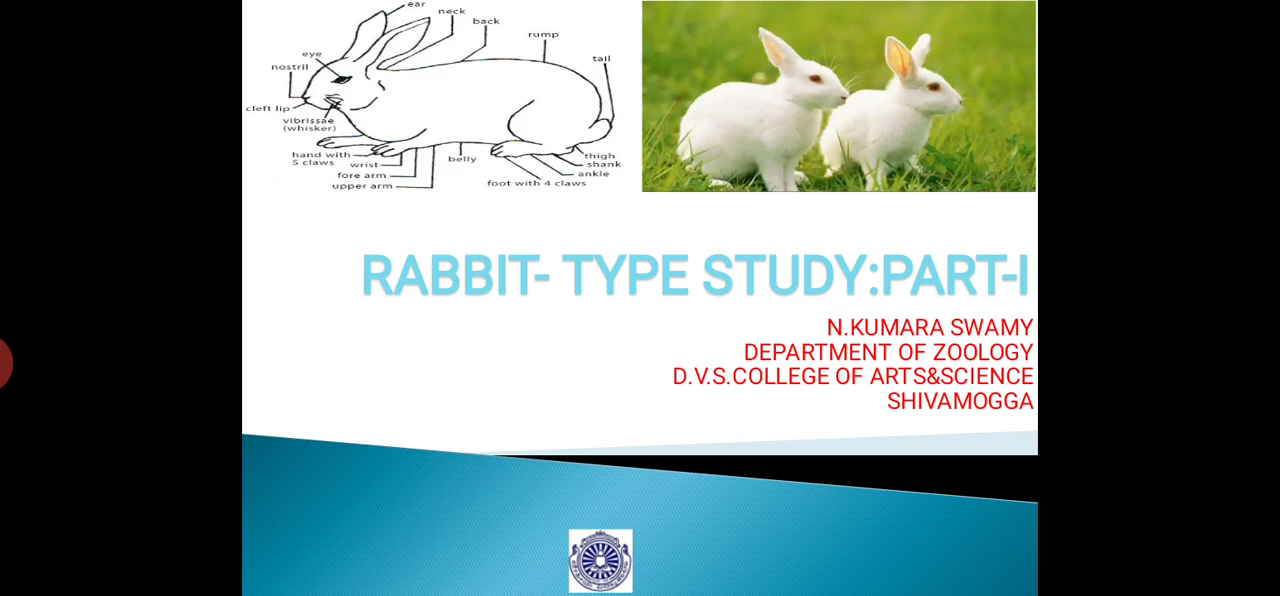 ear
neck
back
rump
tail
eye
nostril
cleft lip
vibrissae
(whisker)
hand with
5 claws
wrist
fore arm
upper arm
belly
thigh
shank
ankle
foot with 4 claws
RABBIT- TYPE STUDY:PART-I
N.KUMARA SWAMY
DEPARTMENT OF ZOOLOGY
D.V.S.COLLEGE OF ARTS&SCIENCE
SHIVAMOGGA